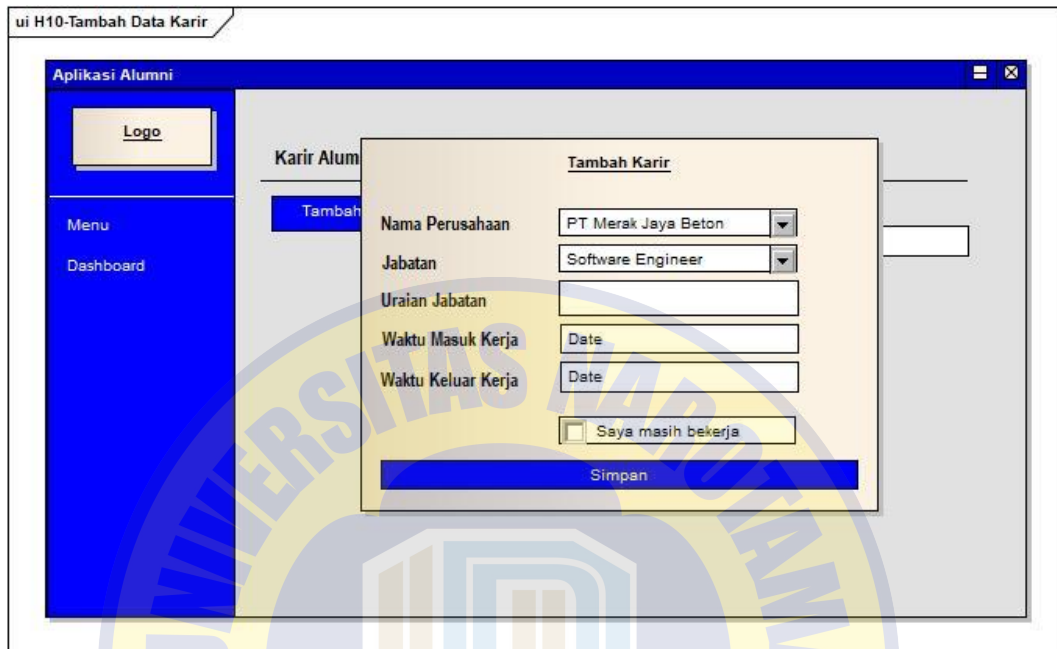 ui H10-Tambah Data Karir
Aplikasi Alumni
Logo
Menu
Dashboard
Karir Alum
Tambah
Tambah Karir
Nama Perusahaan
PT Merak Jaya Beton
Jabatan
Software Engineer
Uraian Jabatan
Waktu Masuk Kerja
Date
Waktu Keluar Kerja
Date
Saya masih bekerja
Simpan
UNIVERSITAS NAROTAMA